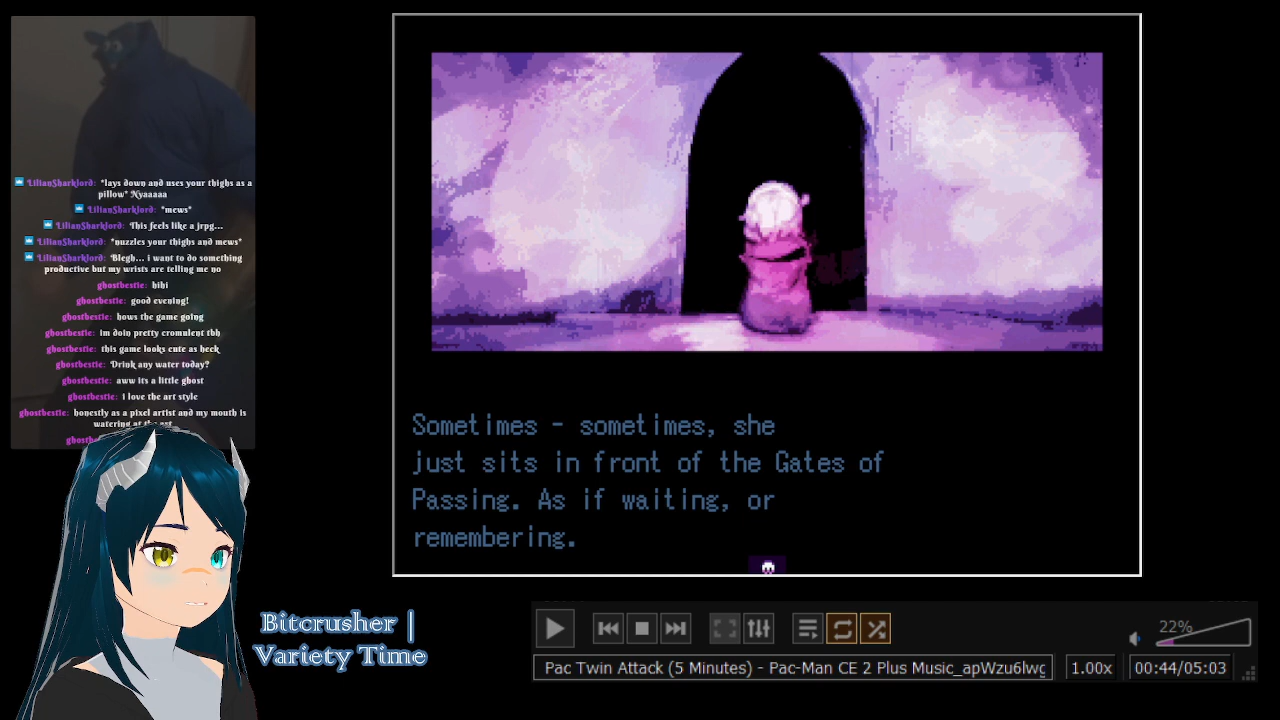 LilianSharklord: *lays down and uses your thighs as a
pillow* Nyaaaaa
LilianSharklord: *mews*
LilianSharklord: This feels like a jrpg...
LilianSharklord: *nuzzles your thighs and mews*
LilianSharklord: Blegh... i want to do something
productive but my wrists are telling me no
ghostbestie: hihi
ghostbestie: good evening!
ghostbestie: hows the game going
ghostbestie: im doin pretty cromulent tbh
ghostbestie: this game looks cute as heck
ghostbestie: Drink any water today?
ghostbestie: aww its a little ghost
ghostbestie: I love the art style
ghostbestie: honestly as a pixel artist and my mouth is
watering at the art
Sometimes - sometimes, she
just sits in front of the Gates of
Passing. As if waiting, or
remembering.
Bitcrusher |
Variety Time
22%
Pac Twin Attack (5 Minutes) - Pac-Man CE 2 Plus Music_apWzu6lwg
1.00x
00:44/05:03